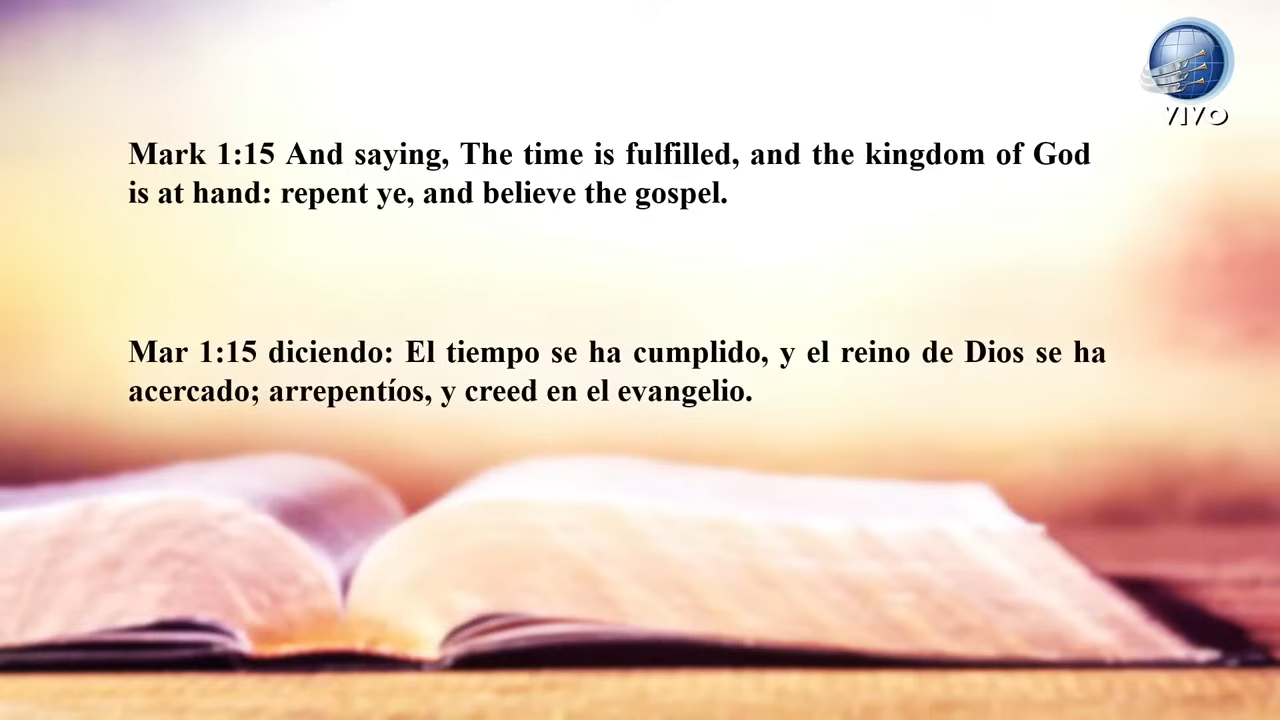 VIVO
Mark 1:15 And saying, The time is fulfilled, and the kingdom of God
is at hand: repent ye, and believe the gospel.
Mar 1:15 diciendo: El tiempo se ha cumplido, y el reino de Dios se ha
acercado; arrepentíos, y creed en el evangelio.